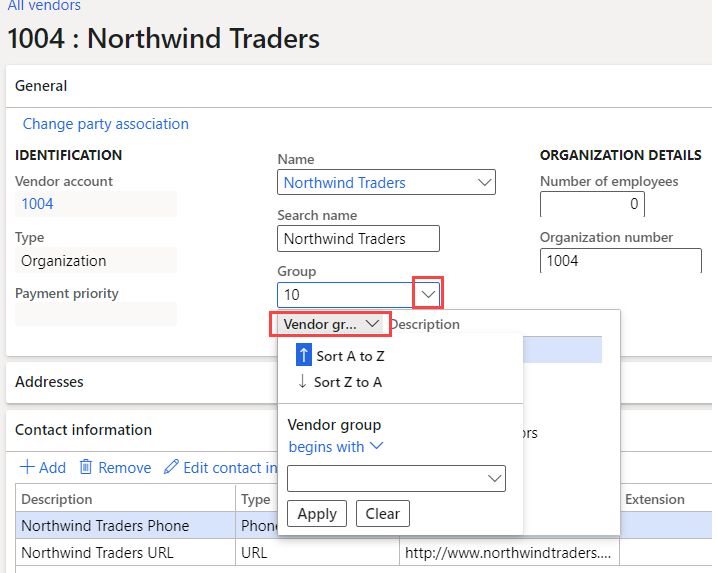 All vendors
1004 : Northwind Traders
General
Change party association
IDENTIFICATION
Vendor account
1004
Type
Organization
Payment priority
Name
Northwind Traders
Search name
Northwind Traders
Group
10
ORGANIZATION DETAILS
Number of employees
0
Organization number
1004
Vendor gr... Description
Sort A to Z
Sort Z to A
Vendor group
begins with
Apply Clear
Addresses
Contact information
Add Remove Edit contact in
Description Type Extension
Northwind Traders Phone Phon
Northwind Traders URL URL http://www.northwindtraders....